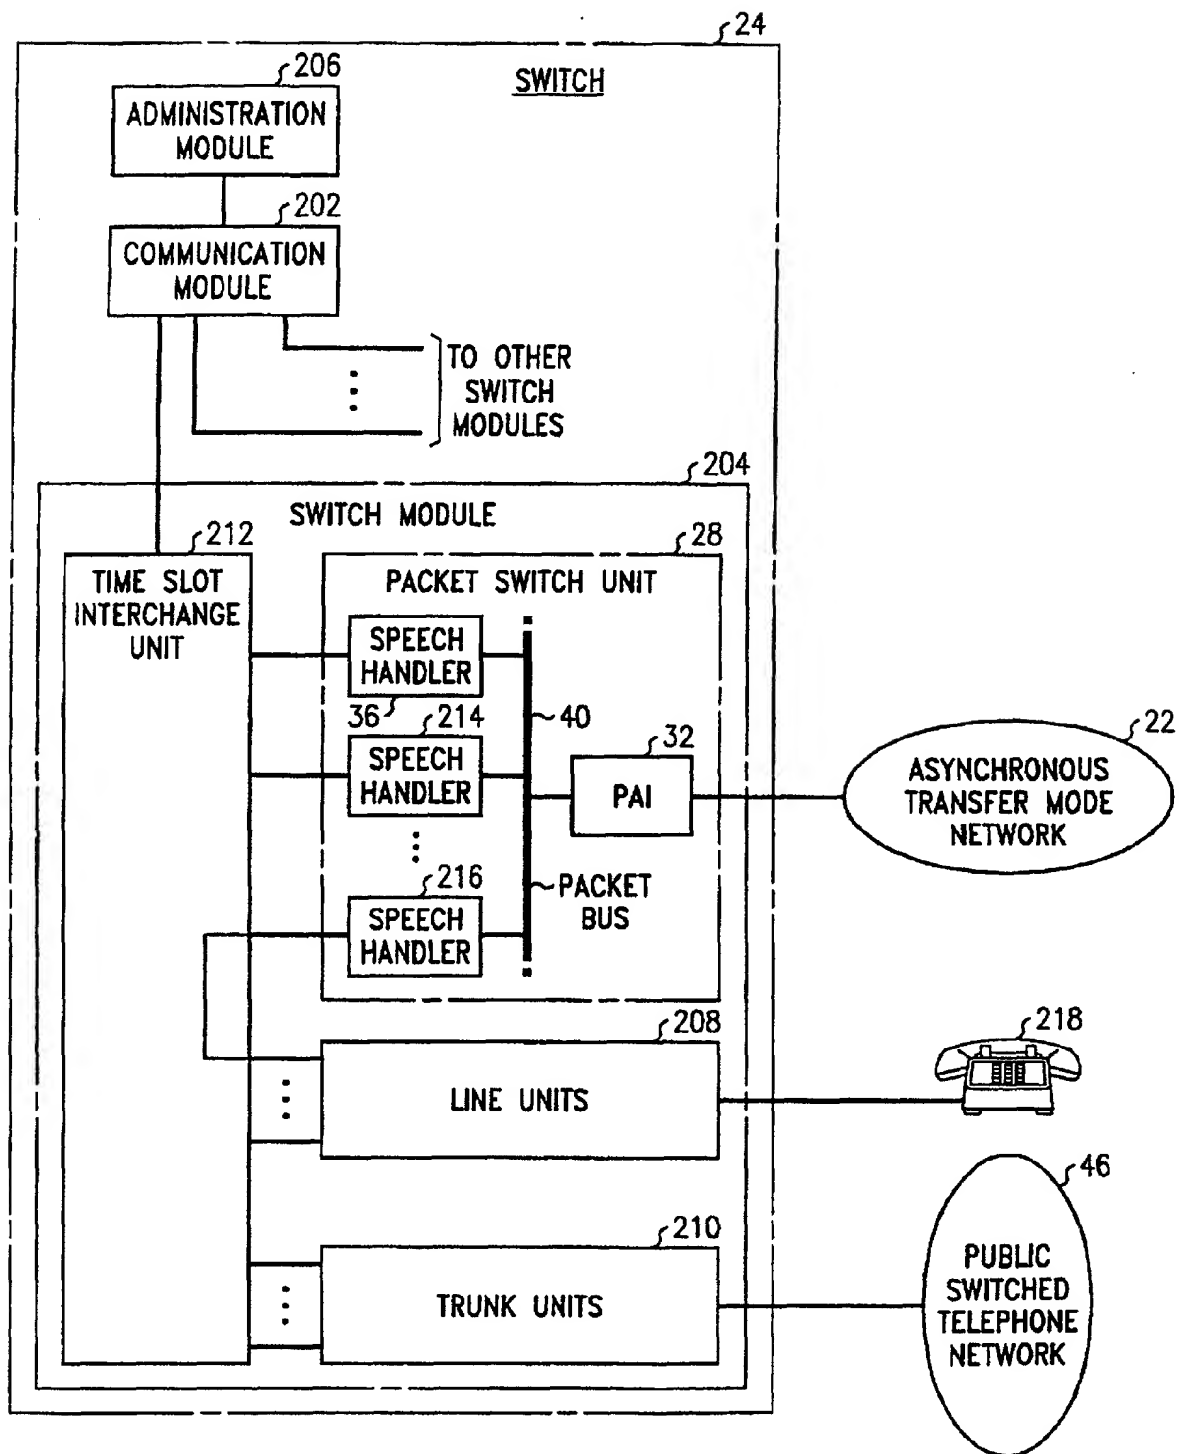 24
SWITCH
206
ADMINISTRATION
MODULE
202
COMMUNICATION
MODULE
TO OTHER
SWITCH
MODULES
204
SWITCH MODULE
212
TIME SLOT
INTERCHANGE
UNIT
28
PACKET SWITCH UNIT
SPEECH
HANDLER
36
214
SPEECH
HANDLER
216
SPEECH
HANDLER
40
32
PAI
PACKET
BUS
22
ASYNCHRONOUS
TRANSFER MODE
NETWORK
208
LINE UNITS
218
210
TRUNK UNITS
46
PUBLIC
SWITCHED
TELEPHONE
NETWORK